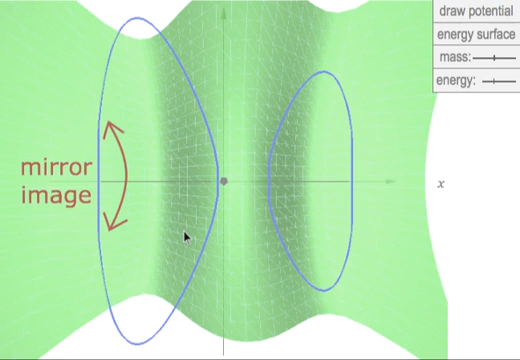 draw potential
energy surface
mass:
energy:
mirror
image
x